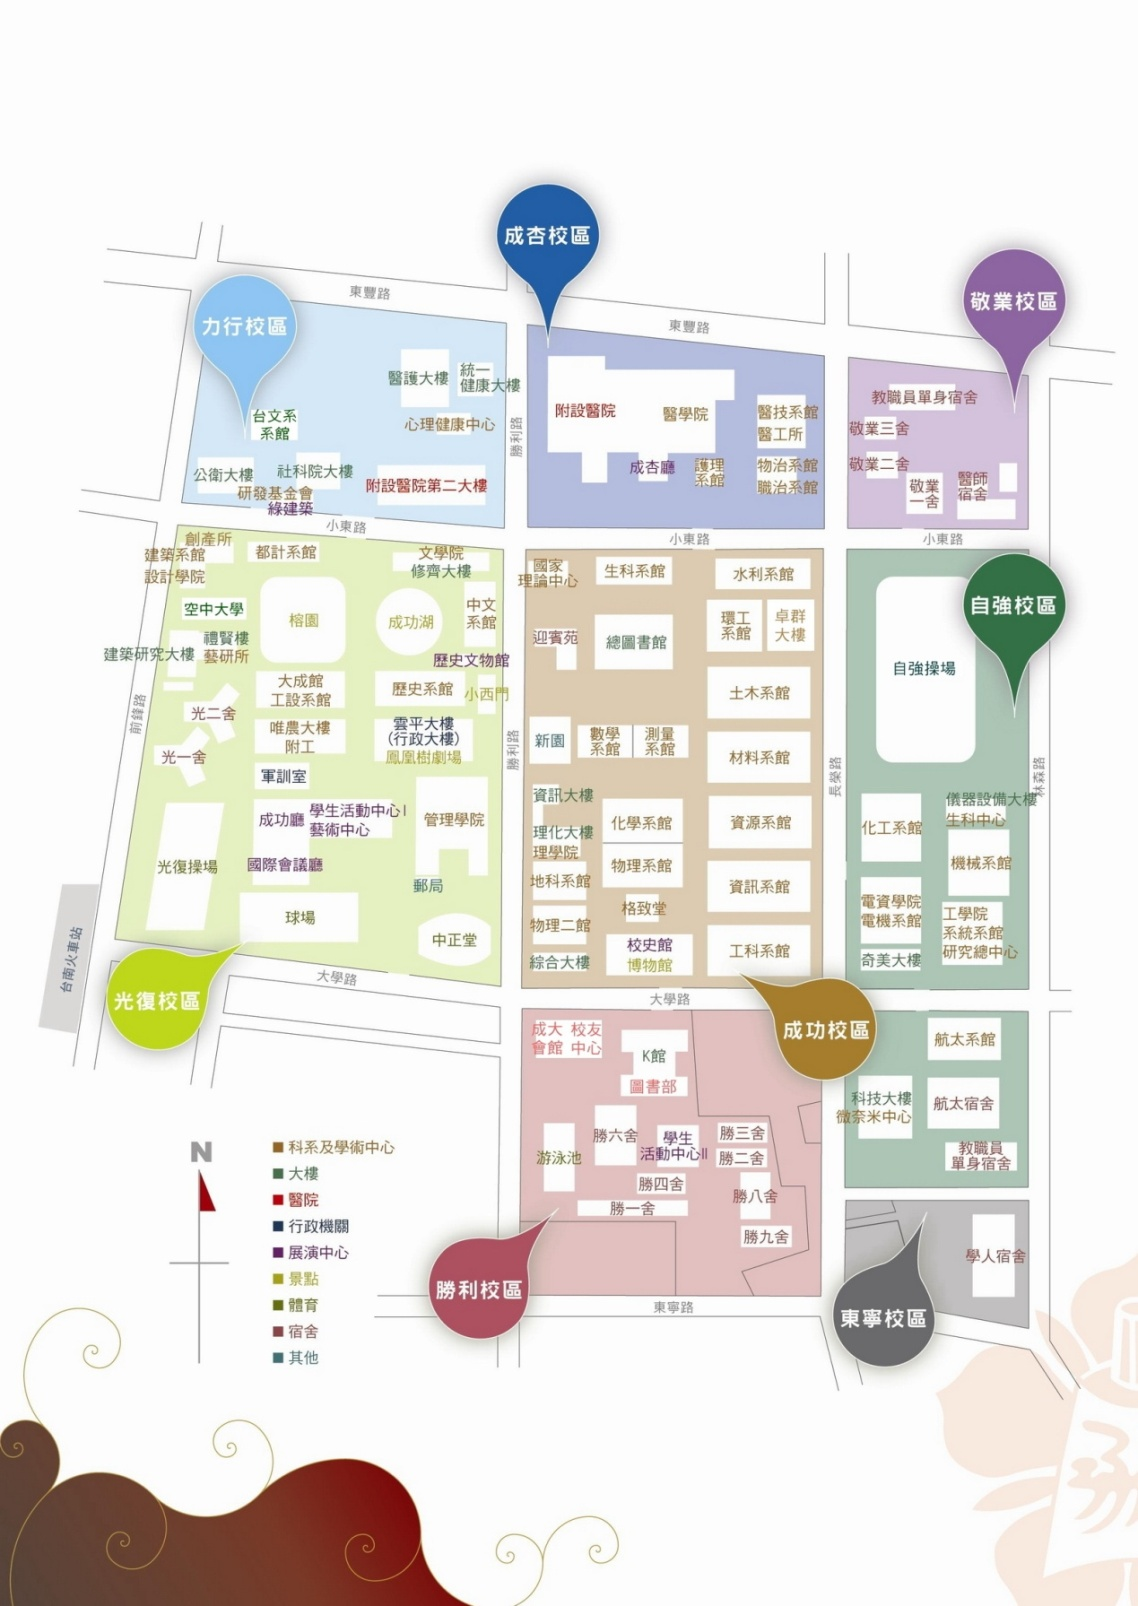 成杏校區
敬業校區
力行校區
東豐路
東豐路
醫護大樓
統一
健康大樓
心理健康中心
台文系
系館
公衛大樓
社科院大樓
研發基金會
綠建築
附設醫院第二大樓
勝利路
附設醫院
醫學院
成杏廳
護理
系館
醫技系館
醫工所
物治系館
職治系館
教職員單身宿舍
敬業三舍
敬業二舍
敬業
一舍
醫師
宿舍
小東路
小東路
小東路
創產所
建築系館
設計學院
都計系館
文學院
修齊大樓
空中大學
榕園
成功湖
中文
系館
禮賢樓
藝研所
建築研究大樓
歷史文物館
大成館
工設系館
歷史系館
小西門
光二舍
唯農大樓
附工
雲平大樓
(行政大樓)
鳳凰樹劇場
光一舍
軍訓室
前鋒路
勝利路
成功廳
學生活動中心I
藝術中心
管理學院
光復操場
國際會議廳
郵局
球場
中正堂
台南火車站
光復校區
大學路
國家
理論中心
生科系館
水利系館
迎賓苑
總圖書館
環工
系館
卓群
大樓
土木系館
新園
數學
系館
測量
系館
材料系館
資訊大樓
理化大樓
理學院
化學系館
資源系館
地科系館
物理系館
資訊系館
物理二館
格致堂
綜合大樓
校史館
博物館
工科系館
長榮路
大學路
成功校區
自強校區
自強操場
林森路
儀器設備大樓
生科中心
化工系館
機械系館
電資學院
電機系館
工學院
系統系館
研究總中心
奇美大樓
航太系館
科技大樓
微奈米中心
航太宿舍
教職員
單身宿舍
成大
會館
校友
中心
K館
圖書部
勝六舍
學生
活動中心II
勝三舍
勝二舍
游泳池
勝四舍
勝八舍
勝一舍
勝九舍
勝利校區
東寧路
東寧校區
學人宿舍
N
科系及學術中心
大樓
醫院
行政機關
展演中心
景點
體育
宿舍
其他